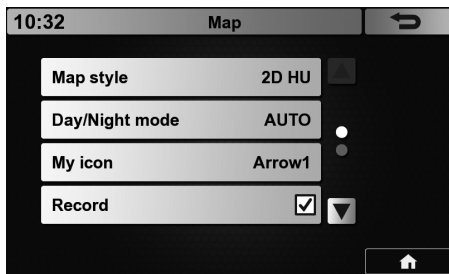 10:32 Map
Map style 2D HU
Day/Night mode AUTO
My icon Arrow1
Record